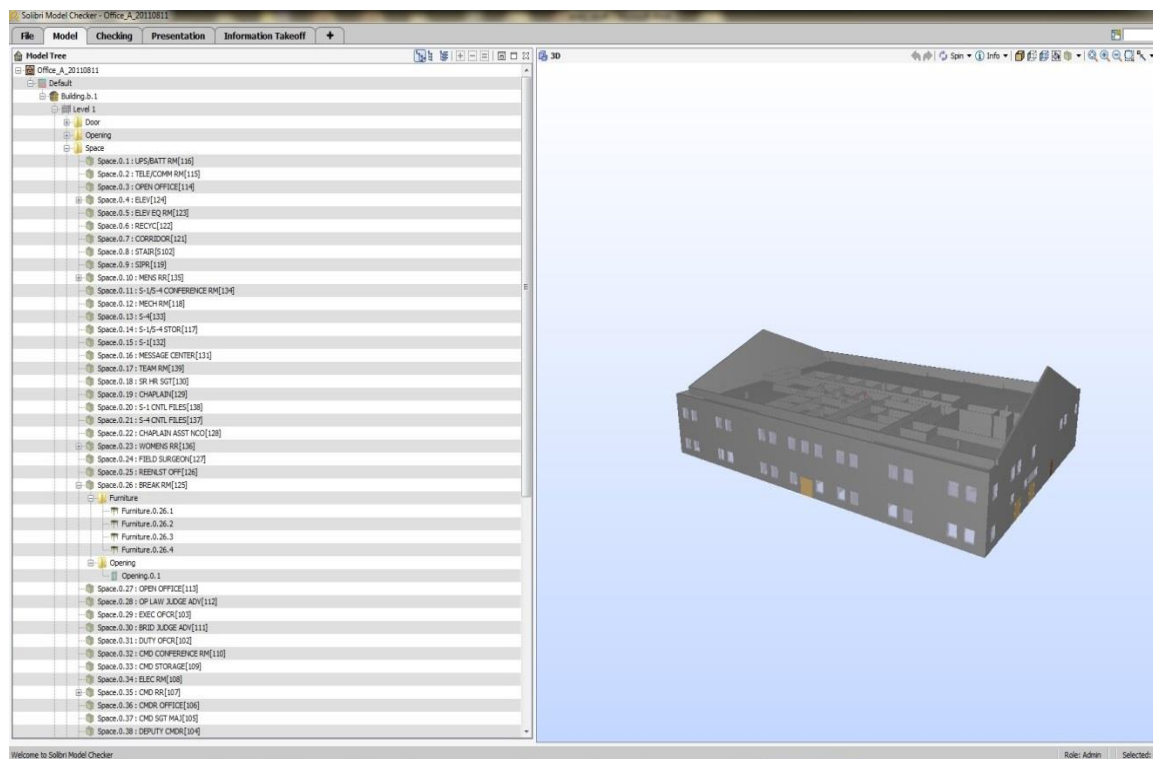 Solibri Model Checker - Office_A_20110811
File Model Checking Presentation Information Takeoff +
Model Tree
3D
Spin Info
Office_A_20110811
Default
Building.b.1
Level 1
Door
Opening
Space
Space.0.1 : UPS/BATT RM[116]
Space.0.2 : TELE/COMM RM[115]
Space.0.3 : OPEN OFFICE[114]
Space.0.4 : ELEV[124]
Space.0.5 : ELEV EQ RM[123]
Space.0.6 : RECYC[122]
Space.0.7 : CORRIDOR[121]
Space.0.8 : STAIR[S102]
Space.0.9 : SIPR[119]
Space.0.10 : MENS RR[135]
Space.0.11 : S-1/S-4 CONFERENCE RM[134]
Space.0.12 : MECH RM[118]
Space.0.13 : S-4[133]
Space.0.14 : S-1/S-4 STOR[117]
Space.0.15 : S-1[132]
Space.0.16 : MESSAGE CENTER[131]
Space.0.17 : TEAM RM[139]
Space.0.18 : SR HR SGT[130]
Space.0.19 : CHAPLAIN[129]
Space.0.20 : S-1 CNTL FILES[138]
Space.0.21 : S-4 CNTL FILES[137]
Space.0.22 : CHAPLAIN ASST NCO[128]
Space.0.23 : WOMENS RR[136]
Space.0.24 : FIELD SURGEON[127]
Space.0.25 : REENLST OFF[126]
Space.0.26 : BREAK RM[125]
Furniture
Furniture.0.26.1
Furniture.0.26.2
Furniture.0.26.3
Furniture.0.26.4
Opening
Opening.0.1
Space.0.27 : OPEN OFFICE[113]
Space.0.28 : OP LAW JUDGE ADV[112]
Space.0.29 : EXEC OFCR[103]
Space.0.30 : BRID JUDGE ADV[111]
Space.0.31 : DUTY OFCR[102]
Space.0.32 : CMD CONFERENCE RM[110]
Space.0.33 : CMD STORAGE[109]
Space.0.34 : ELEC RM[108]
Space.0.35 : CMD RR[107]
Space.0.36 : CMDR OFFICE[106]
Space.0.37 : CMD SGT MAJ[105]
Space.0.38 : DEPUTY CMDR[104]
Welcome to Solibri Model Checker
Role: Admin Selected: